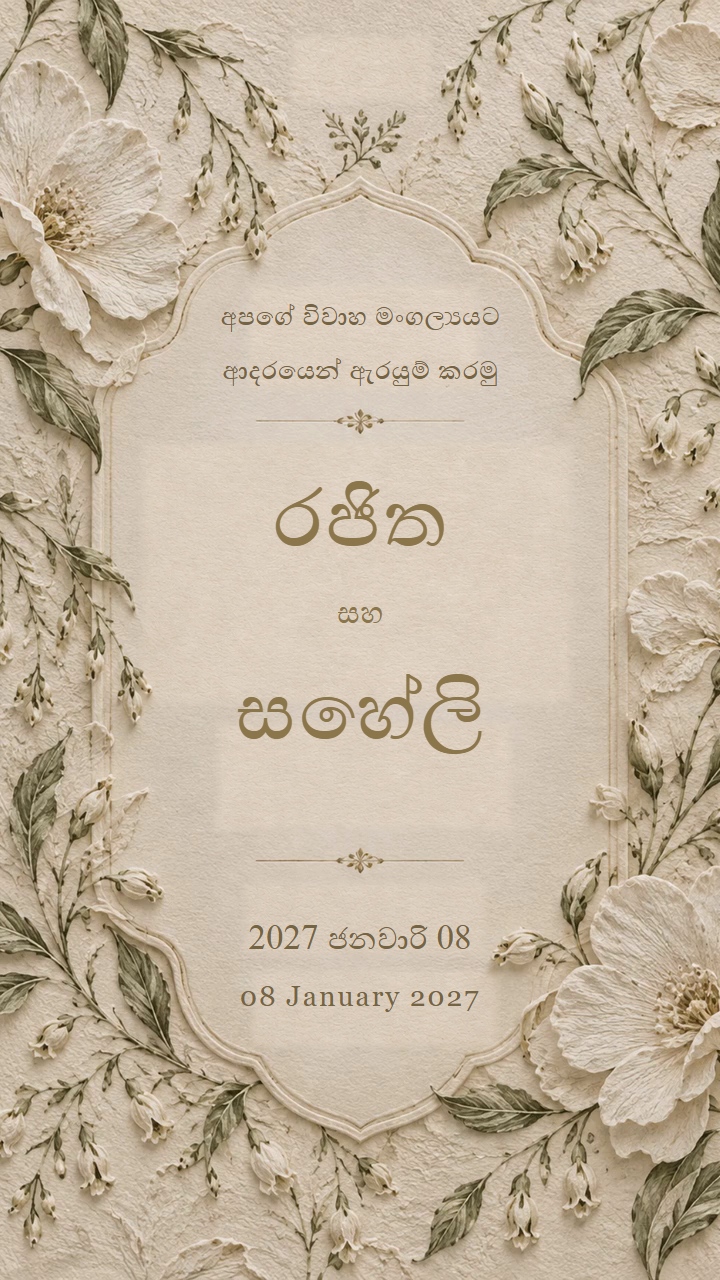 අපගේ විවාහ මංගල්‍යයට
ආදරයෙන් ඇරයුම් කරමු
රජිත
සහ
සහේලි
2027 ජනවාරි 08
08 January 2027